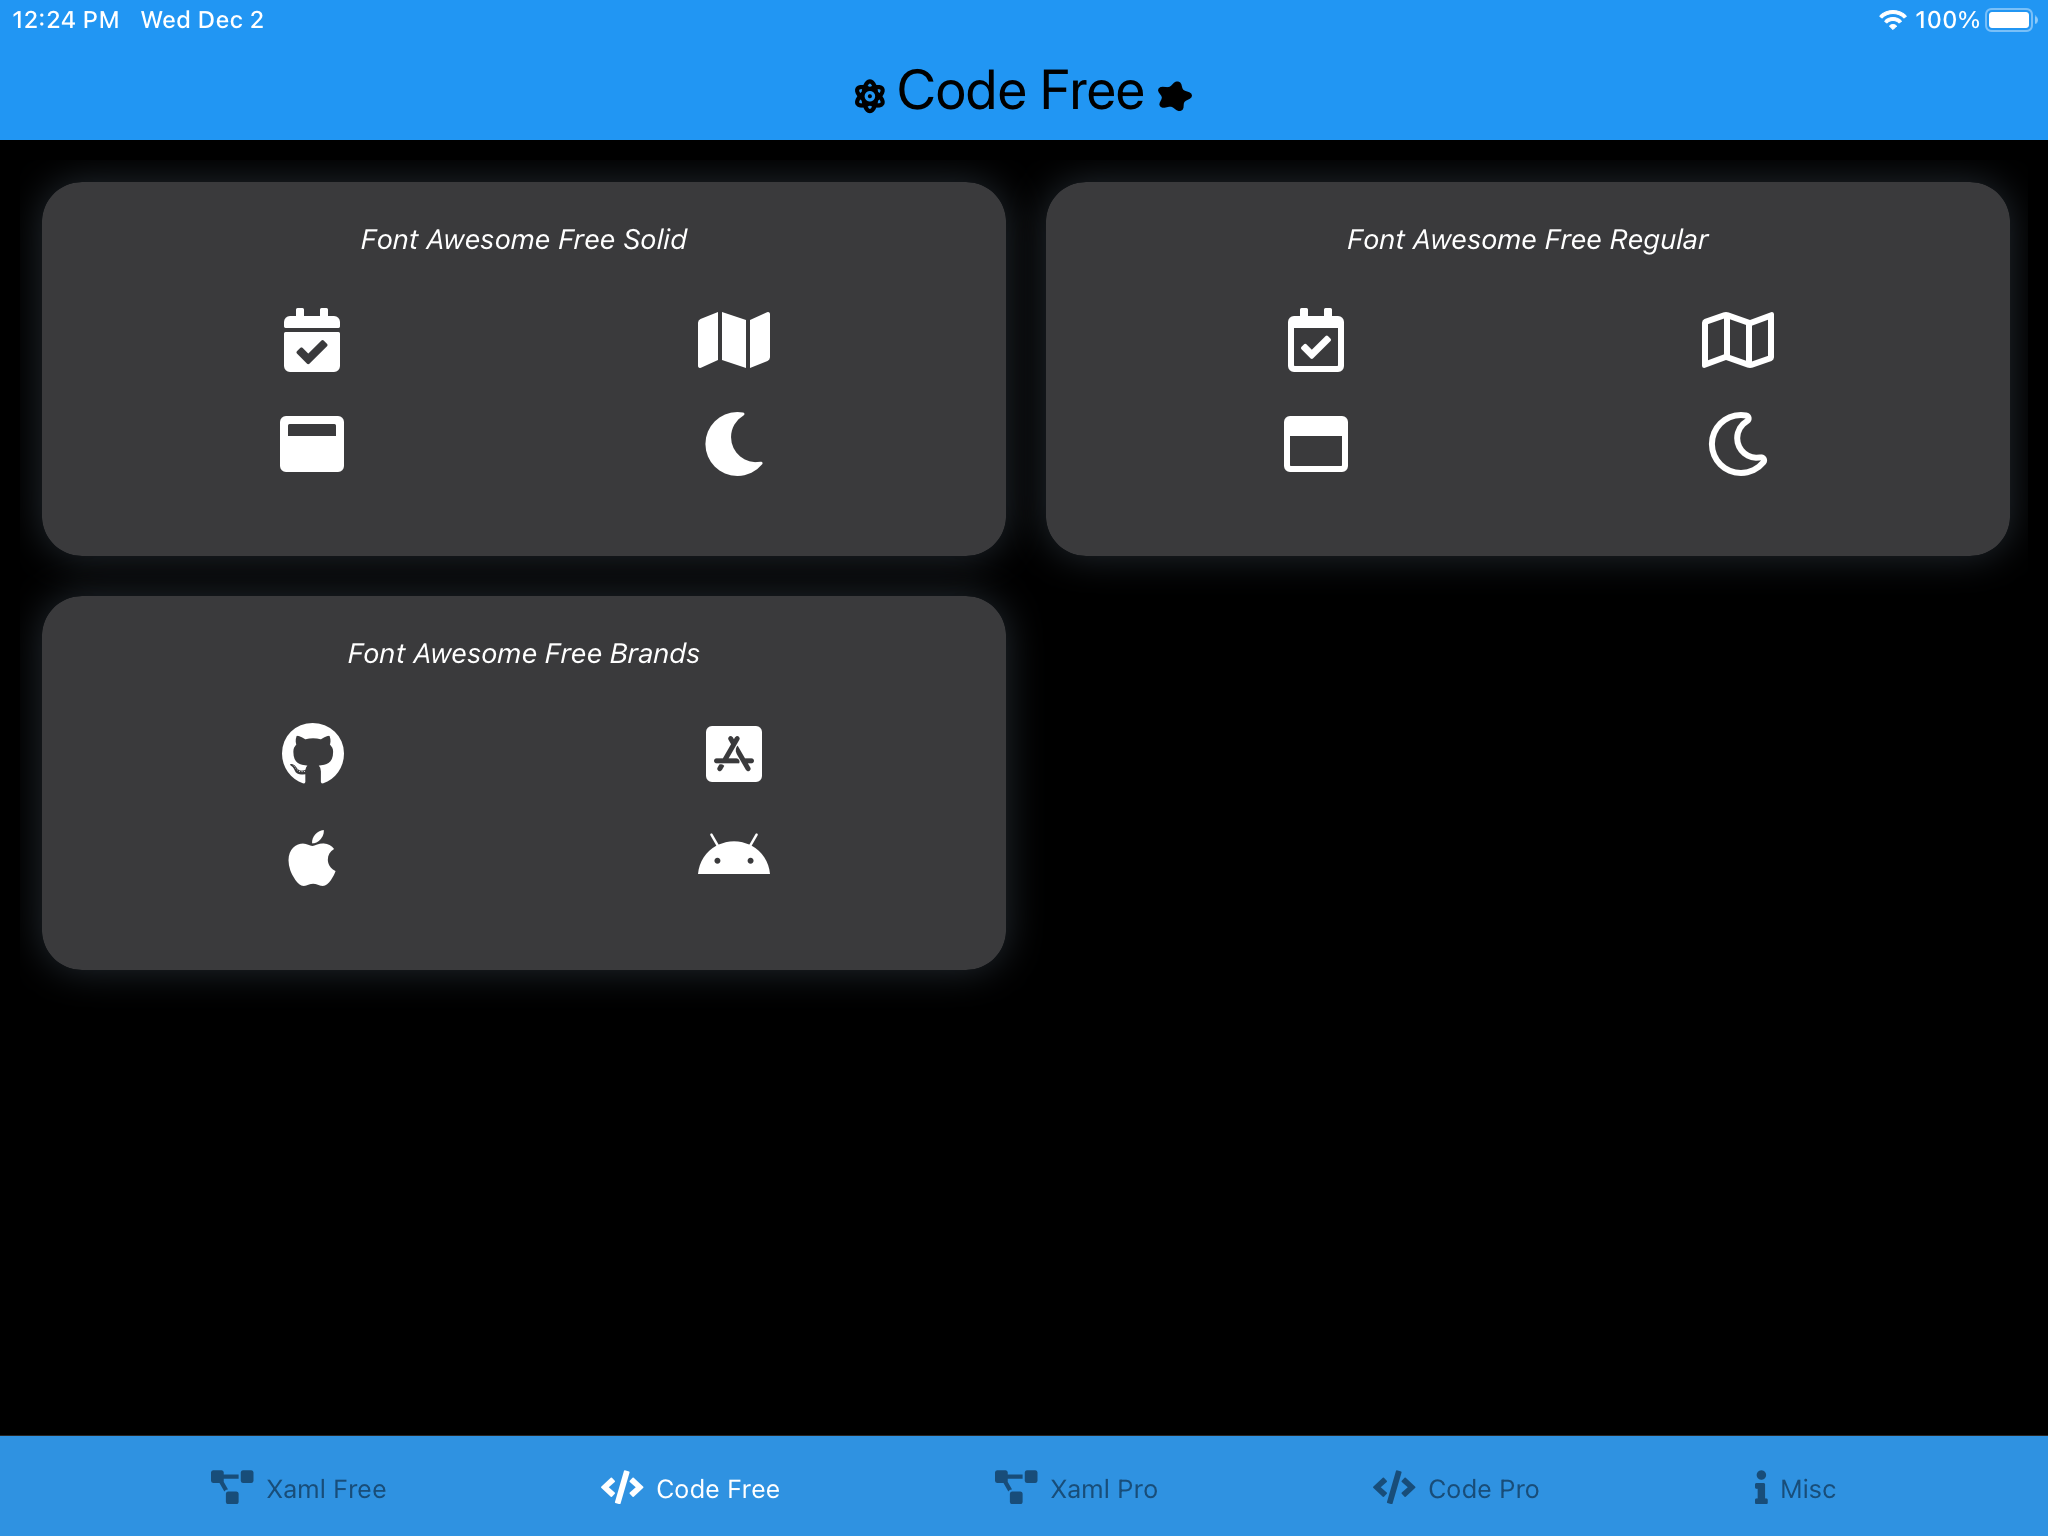 12:24 PM Wed Dec 2
100%
Code Free
Font Awesome Free Solid
Font Awesome Free Regular
Font Awesome Free Brands
Xaml Free
Code Free
Xaml Pro
Code Pro
Misc